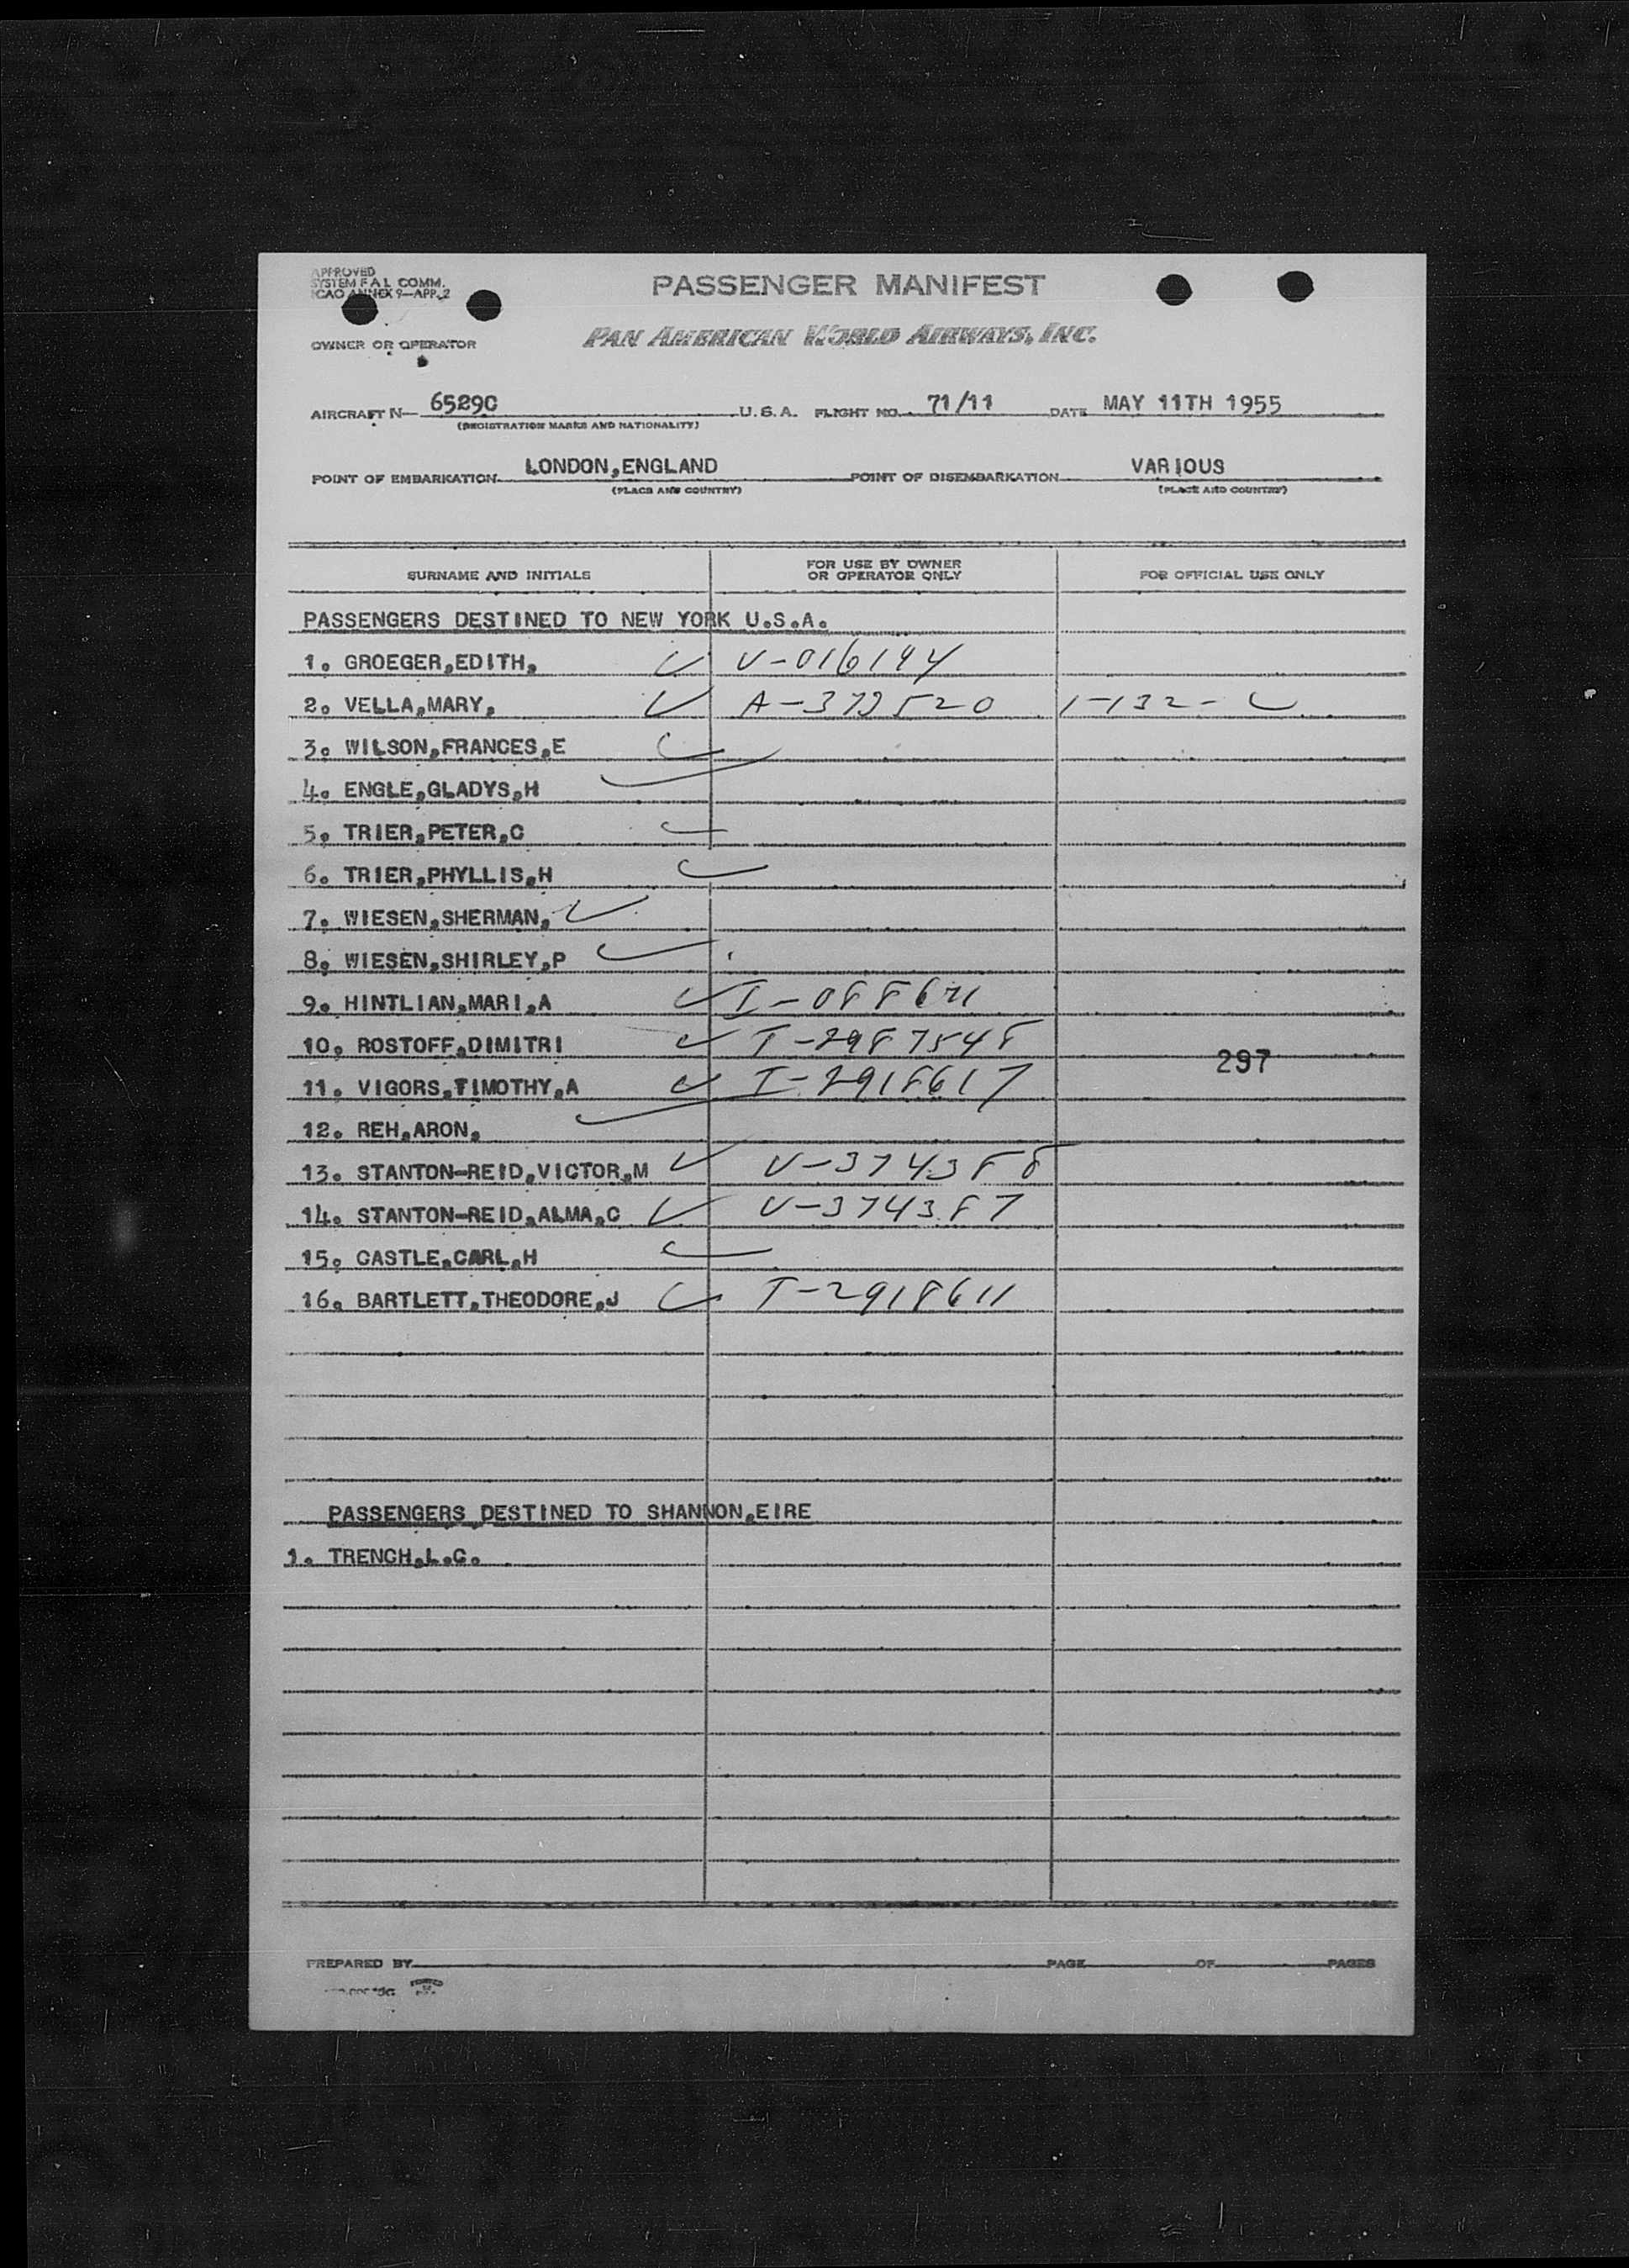 APPROVED
SYSTEM F A L COMM.
ICAO ANNEX 9—APP. 2
PASSENGER MANIFEST
OWNER OR OPERATOR
PAN AMERICAN WORLD AIRWAYS, INC.
AIRCRAFT N— 6529C U.S.A. FLIGHT NO. 71/11 DATE MAY 11TH 1955
(REGISTRATION MARKS AND NATIONALITY)
POINT OF EMBARKATION LONDON,ENGLAND POINT OF DISEMBARKATION VARIOUS
(PLACE AND COUNTRY) (PLACE AND COUNTRY)
SURNAME AND INITIALS FOR USE BY OWNER OR OPERATOR ONLY FOR OFFICIAL USE ONLY
PASSENGERS DESTINED TO NEW YORK U.S.A.
1. GROEGER,EDITH, V-016194
2. VELLA,MARY, A-372520 1-132-
3. WILSON,FRANCES,E
4. ENGLE,GLADYS,H
5. TRIER,PETER,C
6. TRIER,PHYLLIS,H
7. WIESEN,SHERMAN,
8. WIESEN,SHIRLEY,P
9. HINTLIAN,MARI,A
10. ROSTOFF,DIMITRI T-2987548
297
11. VIGORS,TIMOTHY,A I-2918617
12. REH,ARON,
13. STANTON-REID,VICTOR,M V-374388
14. STANTON-REID,ALMA,C V-374387
15. CASTLE,CARL,H
16. BARTLETT,THEODORE,J T-2918611
PASSENGERS DESTINED TO SHANNON,EIRE
1. TRENCH,L.C.
PREPARED BY PAGE OF PAGES